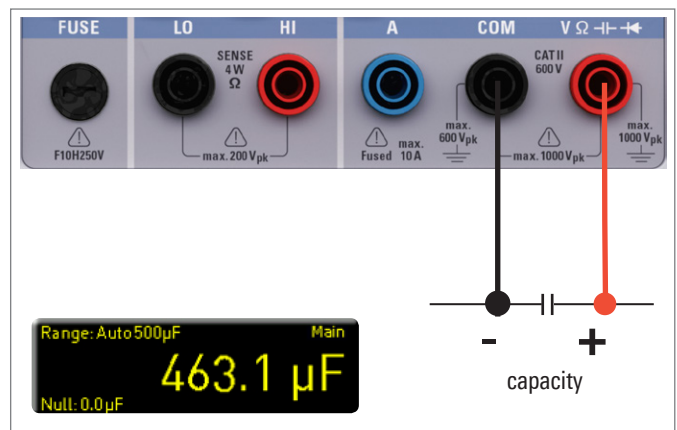 FUSE LO HI A COM V Ω ⊣⊢ ⯇
SENSE
4 W
Ω
CAT II
600 V
F10H250V
max. 200 Vpk
max.
Fused 10 A
max.
600 Vpk
max. 1000 Vpk
max.
1000 Vpk
Range: Auto 500µF Main
463.1 µF
Null: 0.0µF
- +
capacity